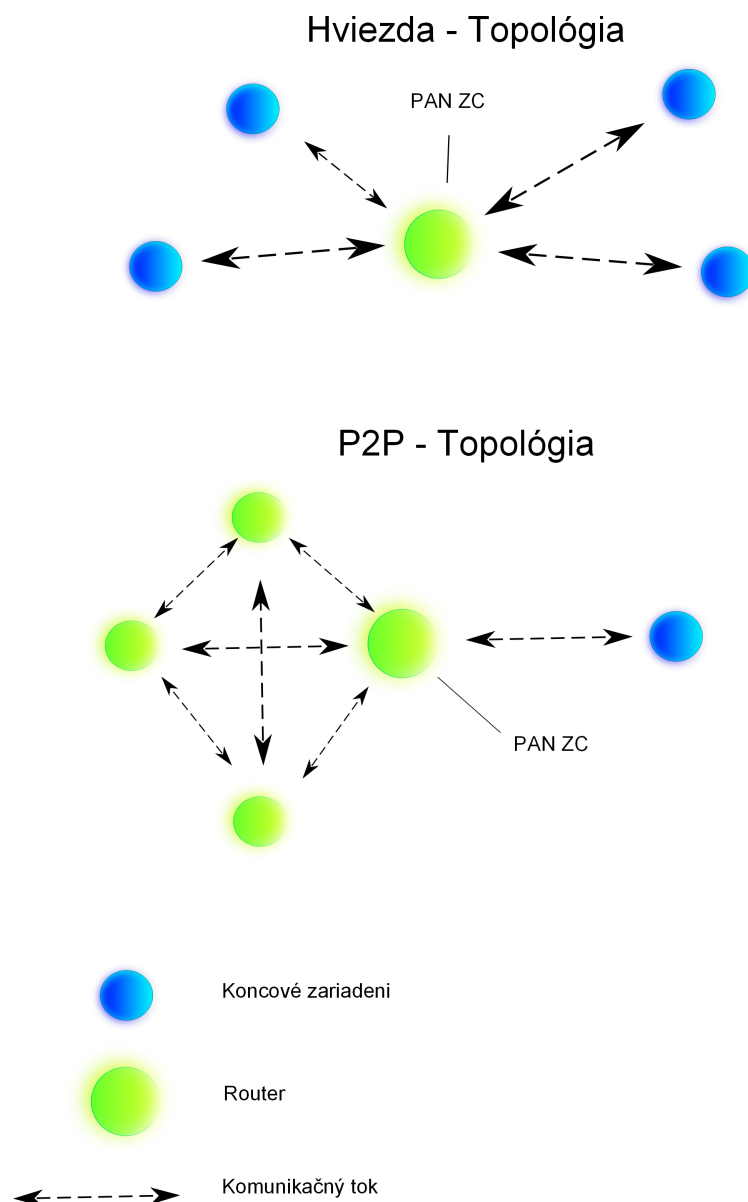 Hviezda - Topológia
PAN ZC
P2P - Topológia
PAN ZC
Koncové zariadeni
Router
Komunikačný tok